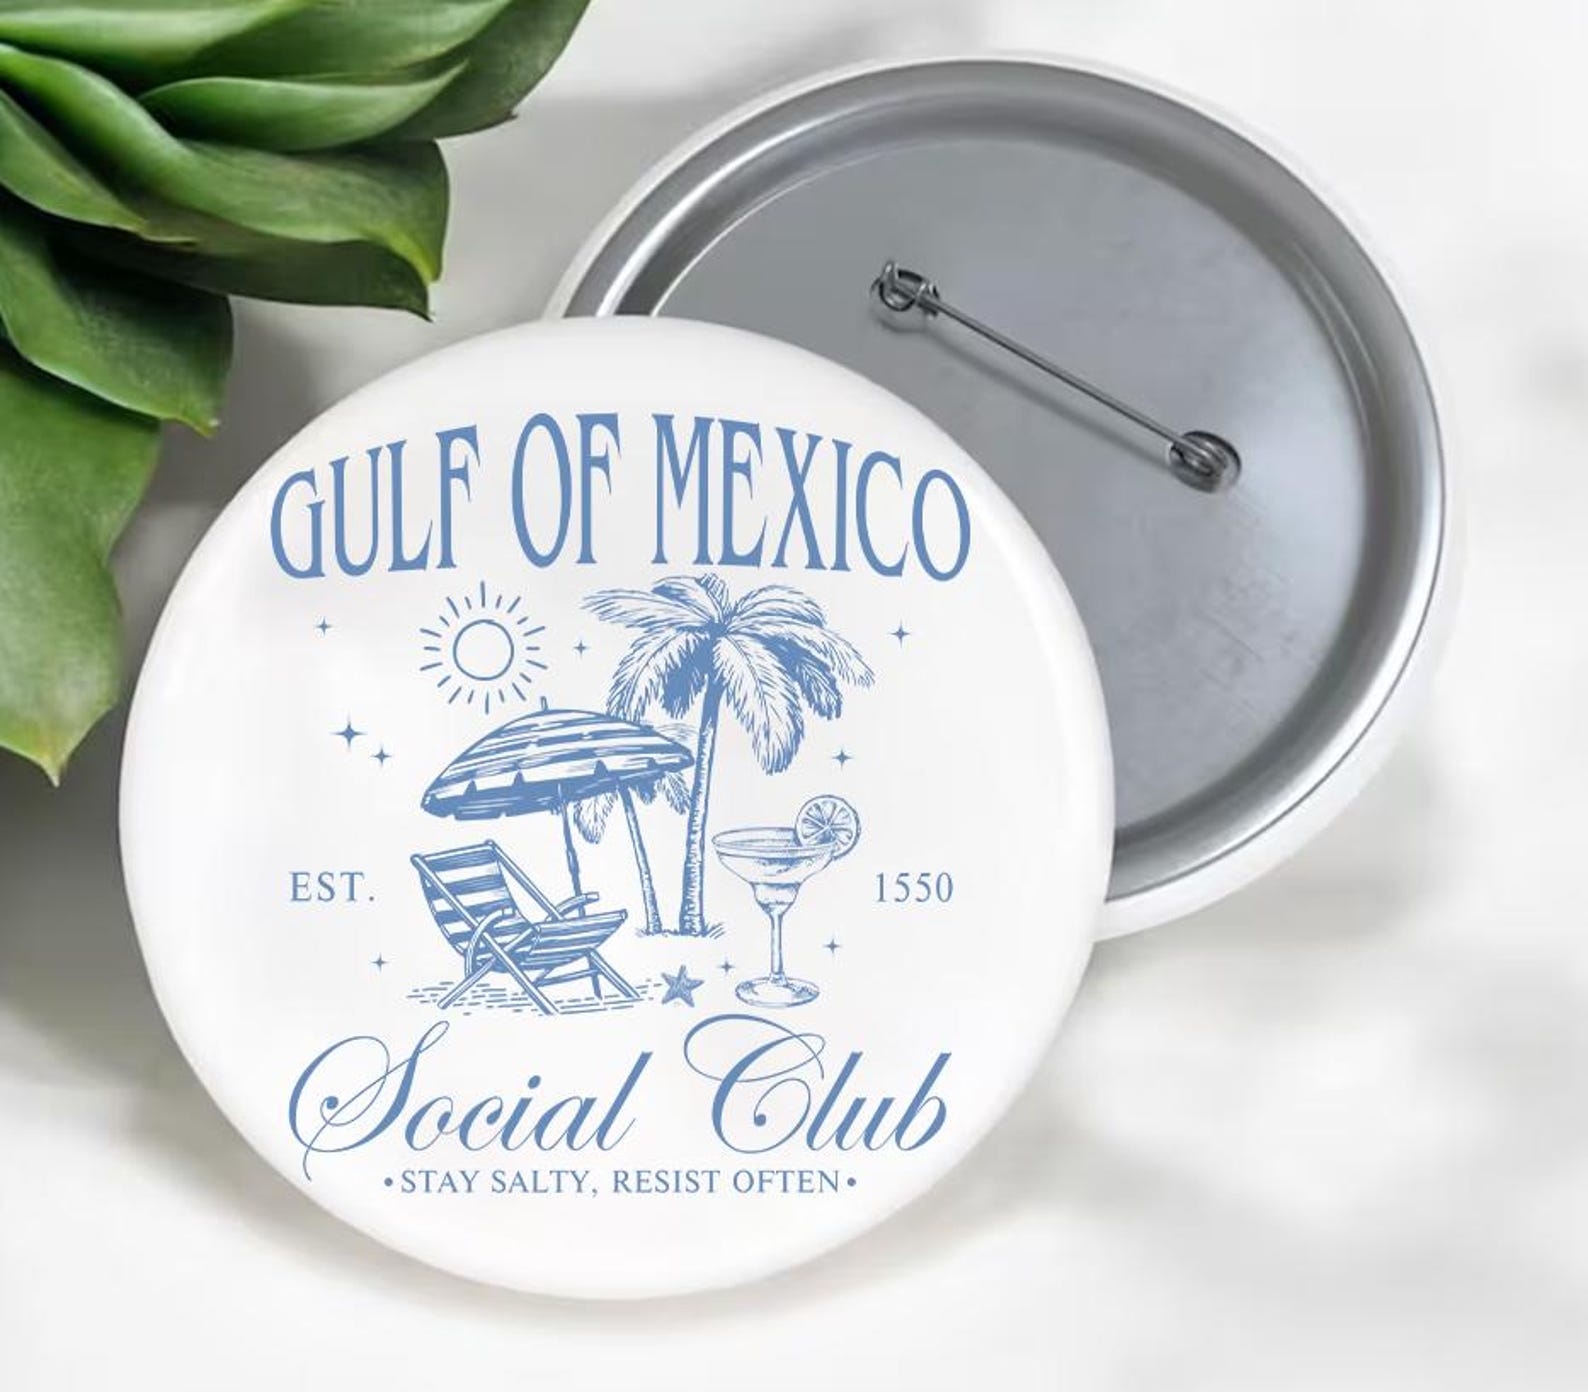 GULF OF MEXICO
EST. 1550
Social Club
•STAY SALTY, RESIST OFTEN•